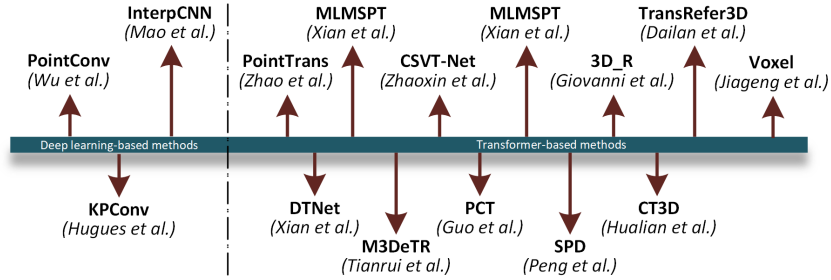 InterpCNN
(Mao et al.)
MLMSPT
(Xian et al.)
MLMSPT
(Xian et al.)
TransRefer3D
(Dailan et al.)
PointConv
(Wu et al.)
PointTrans
(Zhao et al.)
CSVT-Net
(Zhaoxin et al.)
3D_R
(Giovanni et al.)
Voxel
(Jiageng et al.)
Deep learning-based methods
Transformer-based methods
KPConv
(Hugues et al.)
DTNet
(Xian et al.)
PCT
(Guo et al.)
CT3D
(Hualian et al.)
M3DeTR
(Tianrui et al.)
SPD
(Peng et al.)